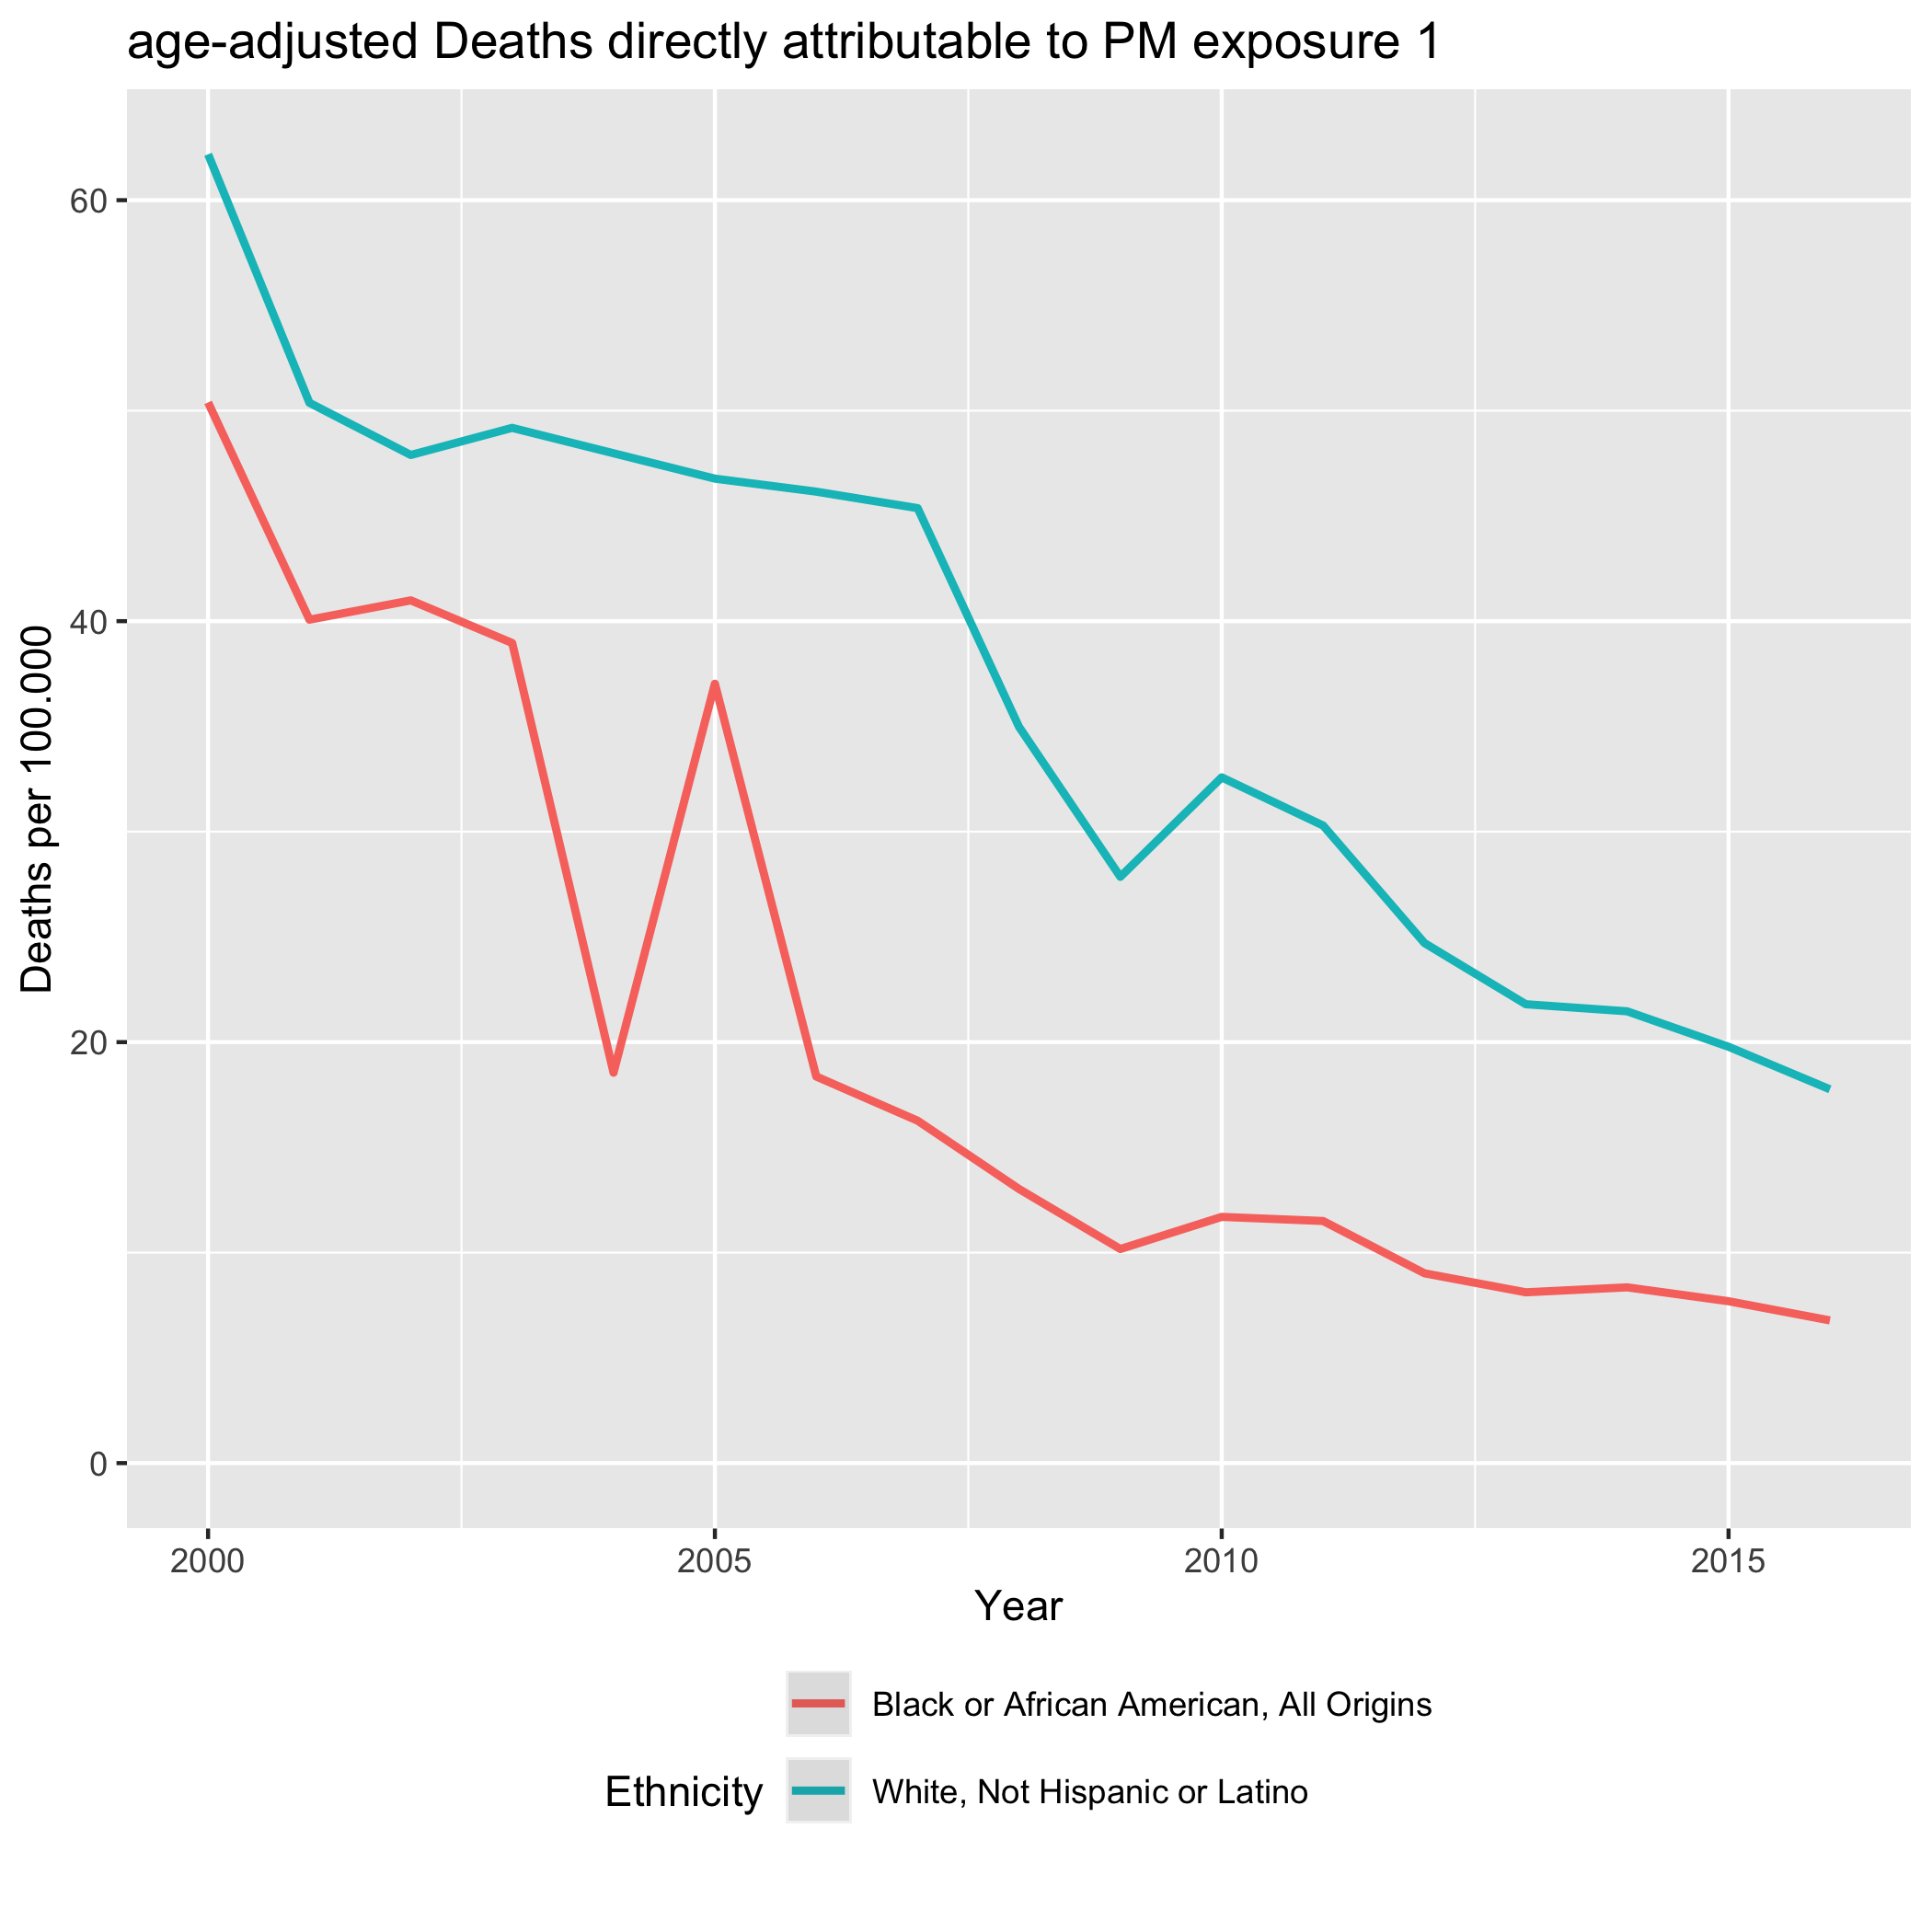 age-adjusted Deaths directly attributable to PM exposure 1
Deaths per 100.000
60
40
20
0
2000 2005 2010 2015
Year
Ethnicity
Black or African American, All Origins
White, Not Hispanic or Latino